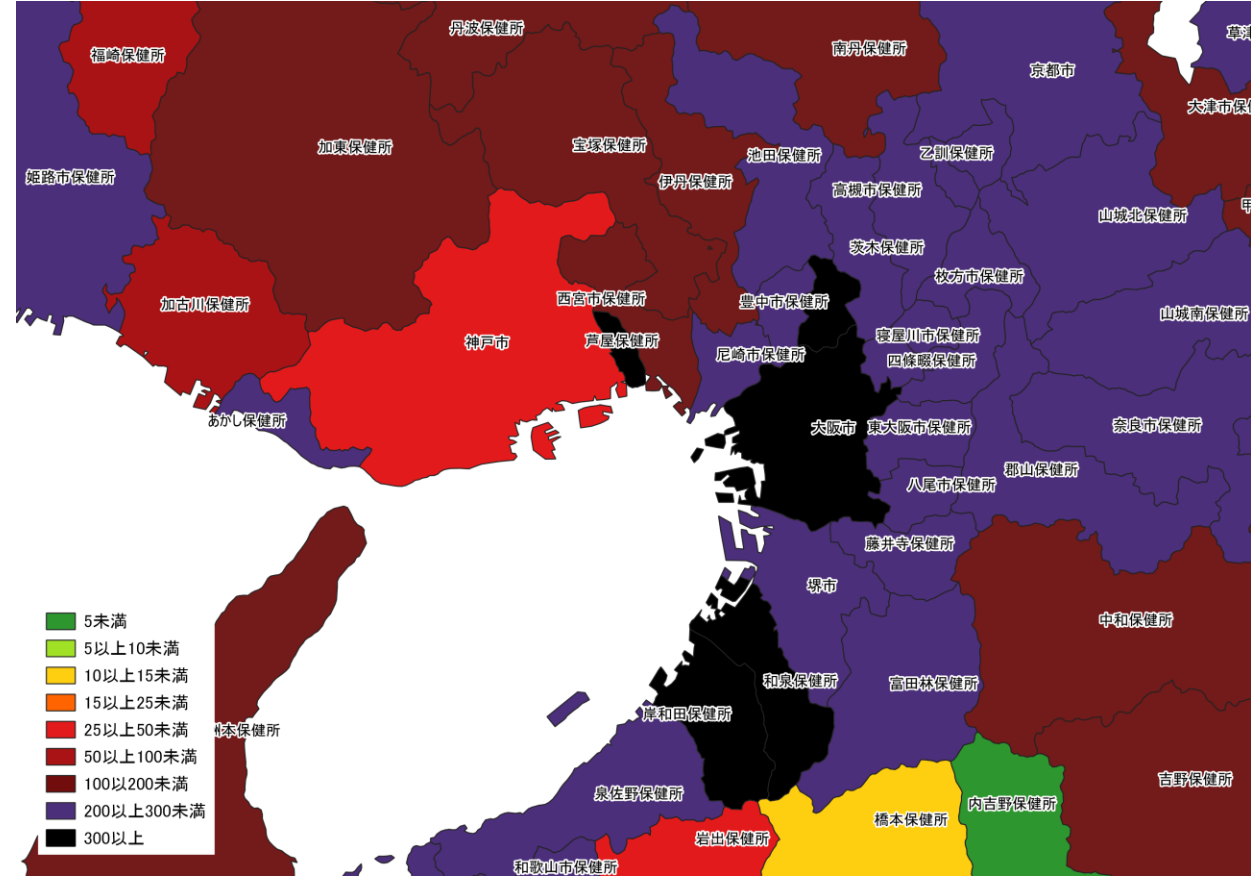 丹波保健所
南丹保健所
草津
福崎保健所
京都市
大津市保健
加東保健所
宝塚保健所
池田保健所
乙訓保健所
姫路市保健所
伊丹保健所
高槻市保健所
山城北保健所
甲
茨木保健所
枚方市保健所
加古川保健所
西宮市保健所
豊中市保健所
山城南保健所
神戸市
芦屋保健所
尼崎市保健所
寝屋川市保健所
四條畷保健所
あかし保健所
大阪市
東大阪市保健所
奈良市保健所
郡山保健所
八尾市保健所
藤井寺保健所
堺市
中和保健所
和泉保健所
富田林保健所
岸和田保健所
洲本保健所
泉佐野保健所
吉野保健所
内吉野保健所
橋本保健所
岩出保健所
和歌山市保健所
5未満
5以上10未満
10以上15未満
15以上25未満
25以上50未満
50以上100未満
100以200未満
200以上300未満
300以上